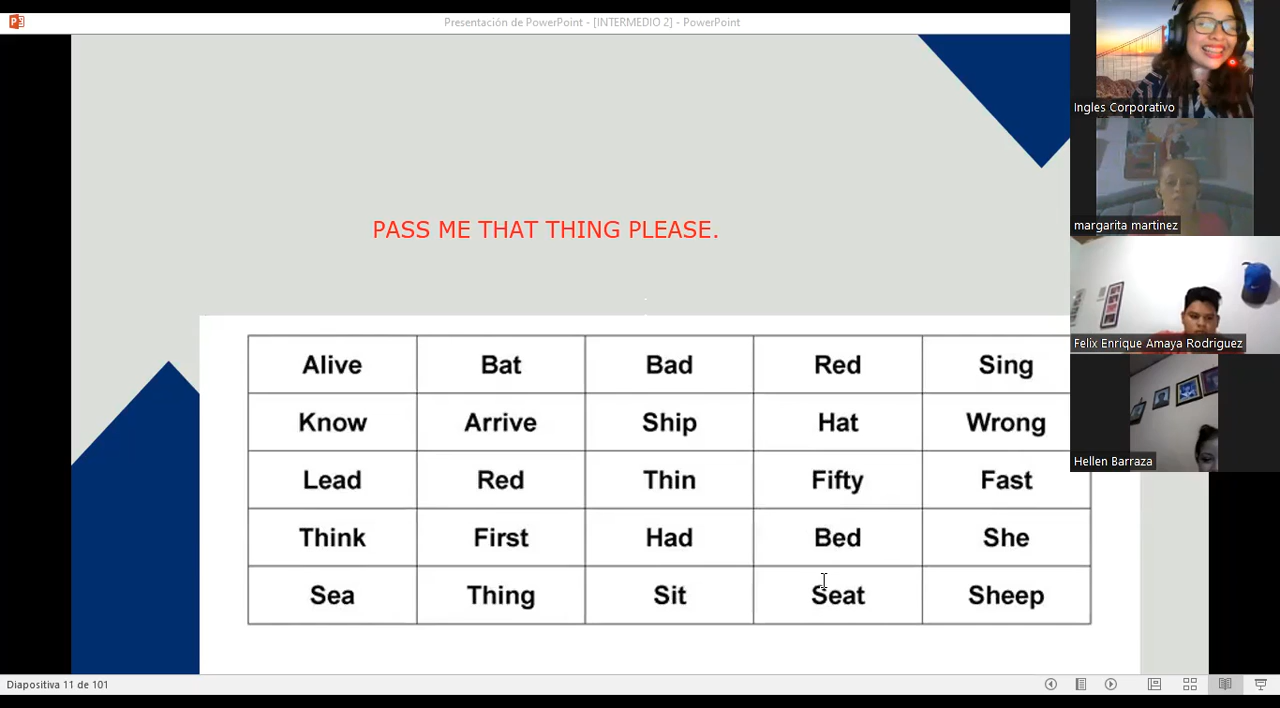 Presentación de PowerPoint - [INTERMEDIO 2] - PowerPoint
Ingles Corporativo
margarita martinez
PASS ME THAT THING PLEASE.
Felix Enrique Amaya Rodriguez
Alive Bat Bad Red Sing
Know Arrive Ship Hat Wrong
Hellen Barraza
Lead Red Thin Fifty Fast
Think First Had Bed She
Sea Thing Sit Seat Sheep
Diapositiva 11 de 101